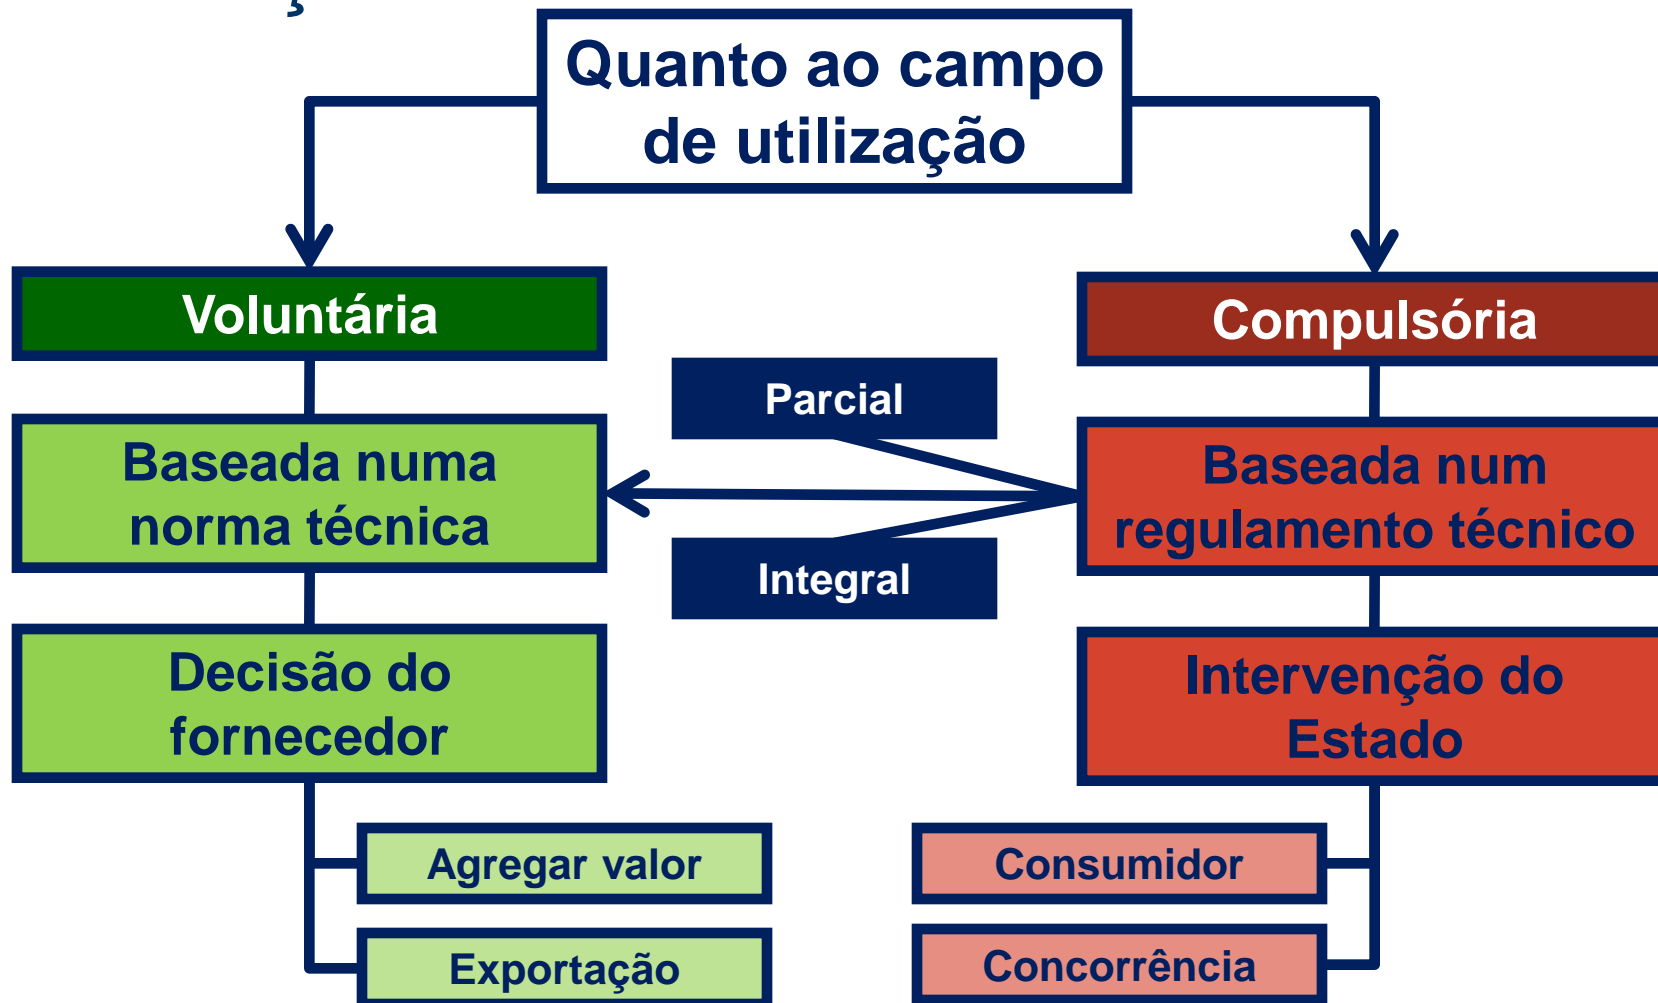 Quanto ao campo
de utilização
Voluntária
Compulsória
Parcial
Baseada numa
norma técnica
Baseada num
regulamento técnico
Integral
Decisão do
fornecedor
Intervenção do
Estado
Agregar valor
Consumidor
Exportação
Concorrência